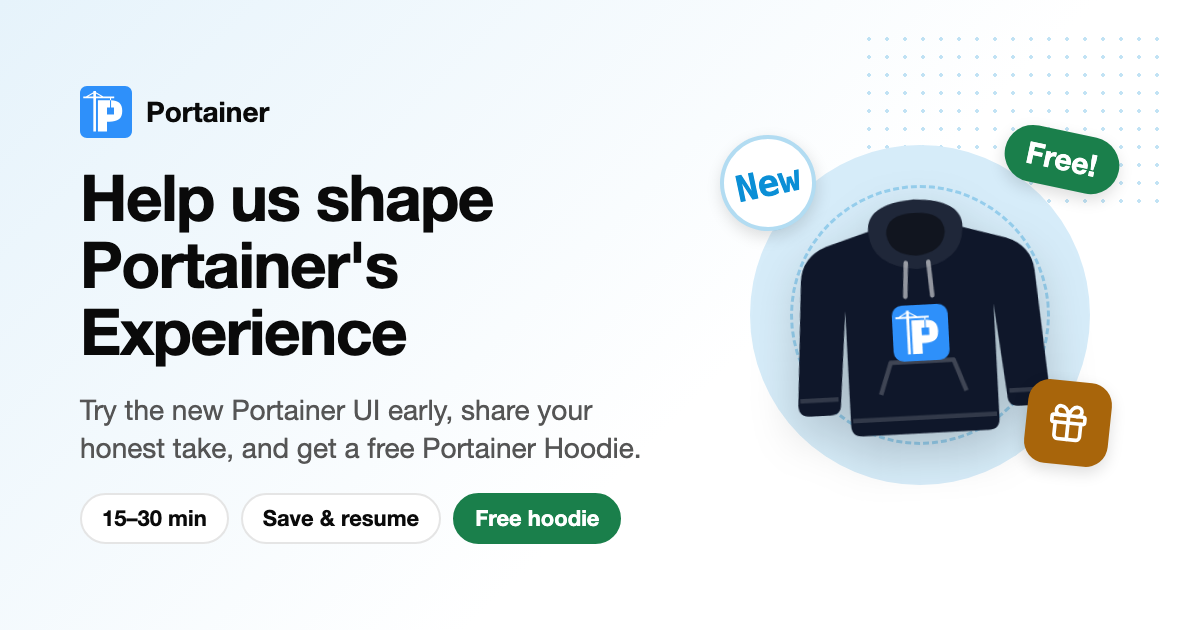 Portainer
Help us shape
Portainer's
Experience
Try the new Portainer UI early, share your
honest take, and get a free Portainer Hoodie.
15–30 min
Save & resume
Free hoodie
New
Free!